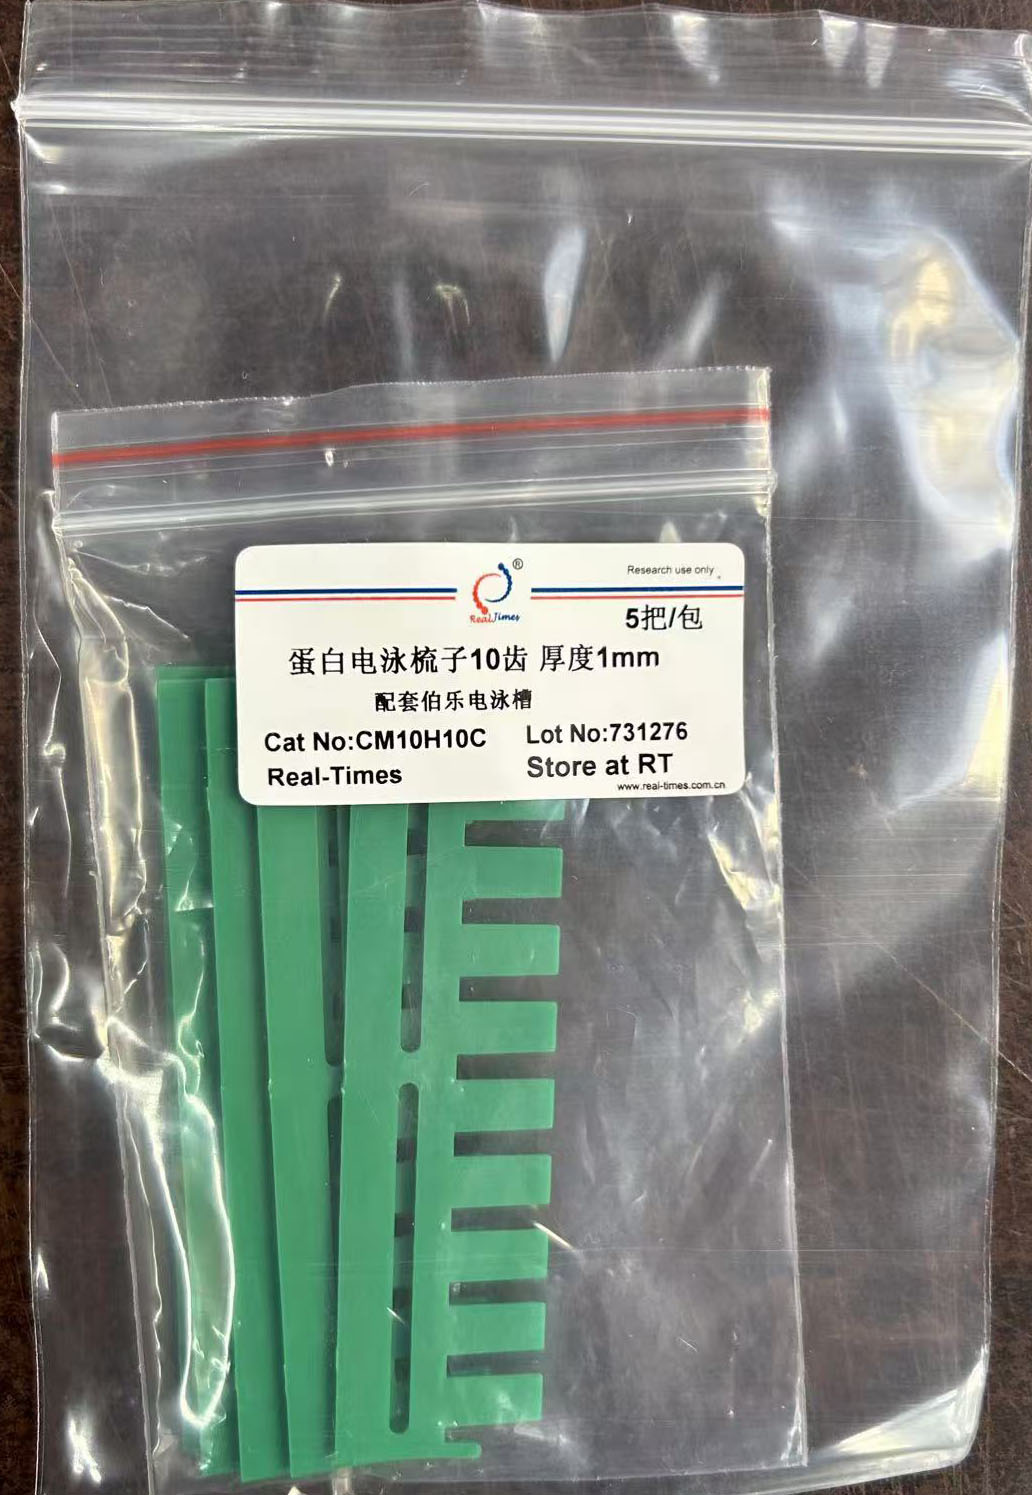 ®
Research use only
RealTimes
5把/包
蛋白电泳梳子10齿 厚度1mm
配套伯乐电泳槽
Cat No:CM10H10C Lot No:731276
Real-Times Store at RT
www.real-times.com.cn